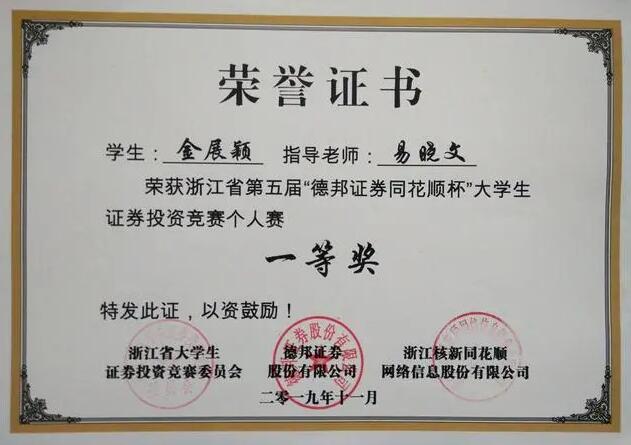 荣誉证书
学生：金展颖 指导老师：易晓文
荣获浙江省第五届“德邦证券同花顺杯”大学生
证券投资竞赛个人赛
一等奖
特发此证，以资鼓励！
浙江省大学生 德邦证券 浙江核新同花顺
证券投资竞赛委员会 股份有限公司 网络信息股份有限公司
二〇一九年十一月